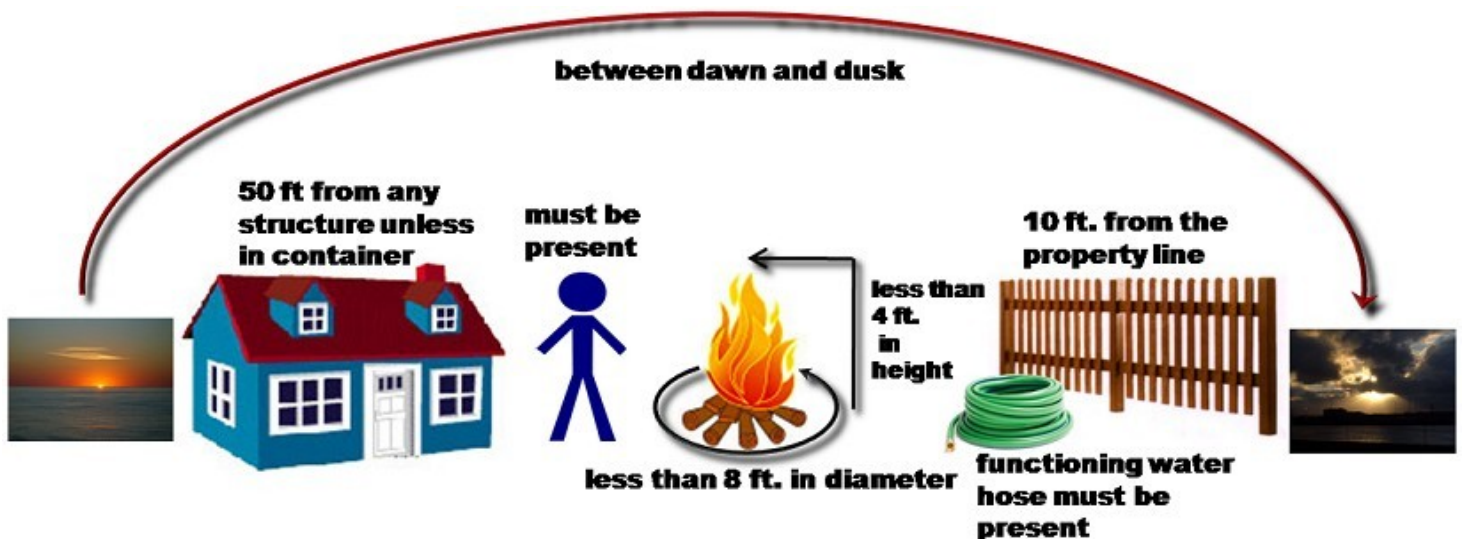 between dawn and dusk
50 ft from any
structure unless
in container
must be
present
less than
4 ft.
in
height
10 ft. from the
property line
less than 8 ft. in diameter
functioning water
hose must be
present